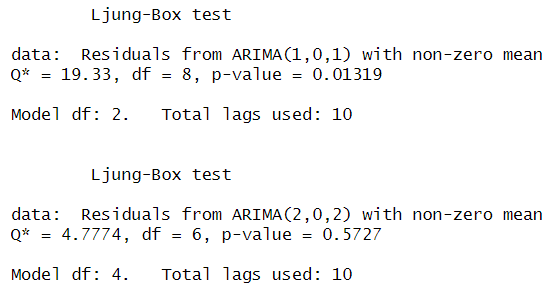 Ljung-Box test
data:  Residuals from ARIMA(1,0,1) with non-zero mean
Q* = 19.33, df = 8, p-value = 0.01319
Model df: 2.   Total lags used: 10
Ljung-Box test
data:  Residuals from ARIMA(2,0,2) with non-zero mean
Q* = 4.7774, df = 6, p-value = 0.5727
Model df: 4.   Total lags used: 10